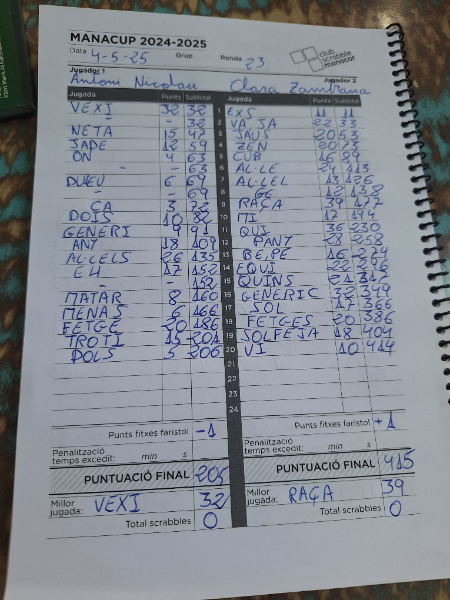 MANACUP 2024-2025
club
scrabble
manacor
Data 4-5-25 Grup Ronda 23
Jugador 1 Jugador 2
Antoni Nicolau Clara Zambrana
Jugada Punts Subtotal Jugada Punts Subtotal
VEXI 32 32 1 EXS 11 11
- 32 2 VAJA 22 33
NETA 15 47 3 JAUS 20 53
JADE 12 59 4 ZEN 20 73
ON 4 63 5 CUB 16 89
- - 63 6 AL·LE 24 113
DUEU 6 69 7 AL·LEL 13 126
- - 69 8 GE 12 138
CA 3 72 9 RAÇA 39 177
DOIS 10 82 10 MI 17 194
GENERI 9 91 11 QUI 36 230
ANY 18 109 12 PANY 28 258
AL·LELS 26 135 13 BE,PE 16 274
EH 17 152 14 EQUI 22 296
- 152 15 QUINS 21 317
MATAR 8 160 16 GENERIC 32 349
MENAS 6 166 17 SOL 17 366
FETGE 20 186 18 FETGES 20 386
TROTI 15 201 19 SOLFEJA 18 404
POLS 5 206 20 VI 10 414
21
22
23
24
Punts fitxes faristol -1 Punts fitxes faristol +1
Penalització temps excedit: min s Penalització temps excedit: min s
PUNTUACIÓ FINAL 205 PUNTUACIÓ FINAL 415
Millor jugada: VEXI 32 Millor jugada: RAÇA 39
Total scrabbles 0 Total scrabbles 0